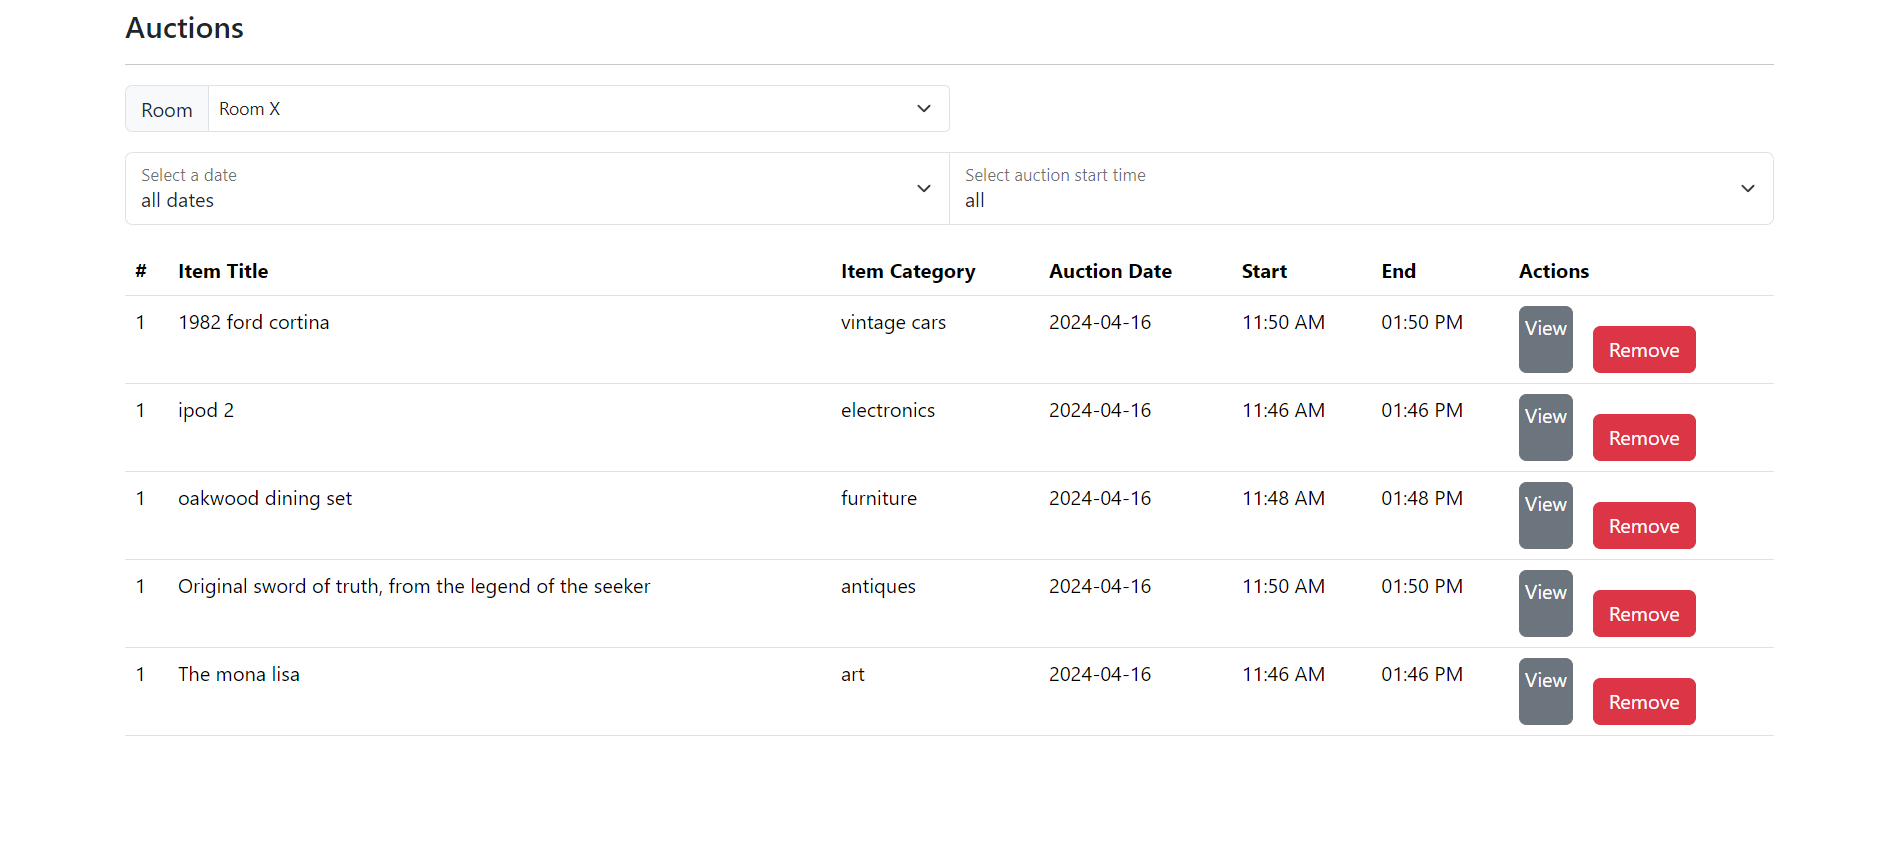 Auctions
Room Room X
Select a date Select auction start time
all dates all
# Item Title Item Category Auction Date Start End Actions
1 1982 ford cortina vintage cars 2024-04-16 11:50 AM 01:50 PM View Remove
1 ipod 2 electronics 2024-04-16 11:46 AM 01:46 PM View Remove
1 oakwood dining set furniture 2024-04-16 11:48 AM 01:48 PM View Remove
1 Original sword of truth, from the legend of the seeker antiques 2024-04-16 11:50 AM 01:50 PM View Remove
1 The mona lisa art 2024-04-16 11:46 AM 01:46 PM View Remove